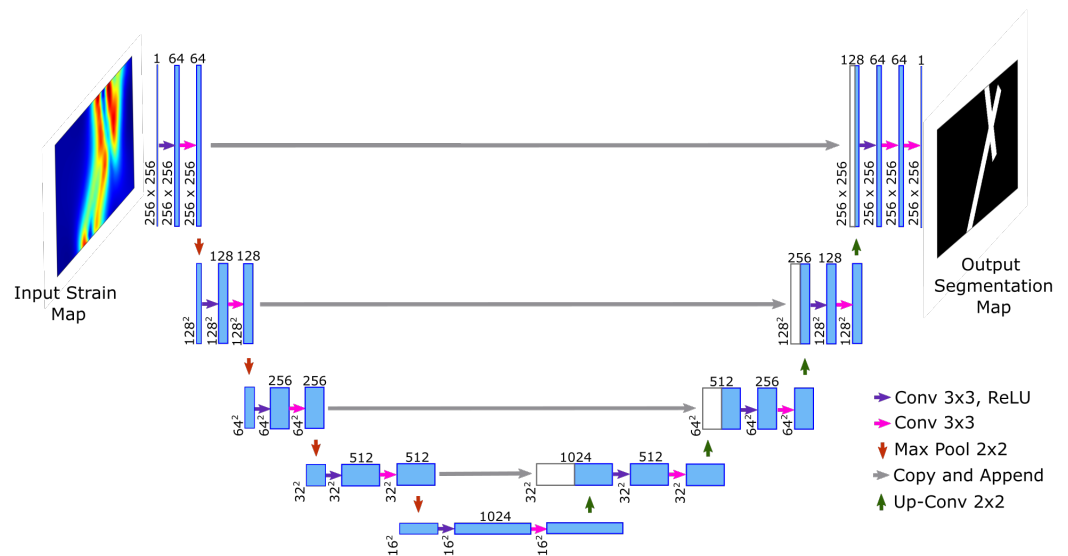 1 64 64
256 x 256 256 x 256 256 x 256
128 64 64 1
256 x 256 256 x 256 256 x 256 256 x 256
Input Strain
Map
Output
Segmentation
Map
128 128
128² 128² 128²
256 128
128² 128² 128²
256 256
64² 64² 64²
512 256
64² 64² 64²
512 512
32² 32² 32²
1024 512
32² 32² 32²
1024
16² 16² 16²
Conv 3x3, ReLU
Conv 3x3
Max Pool 2x2
Copy and Append
Up-Conv 2x2